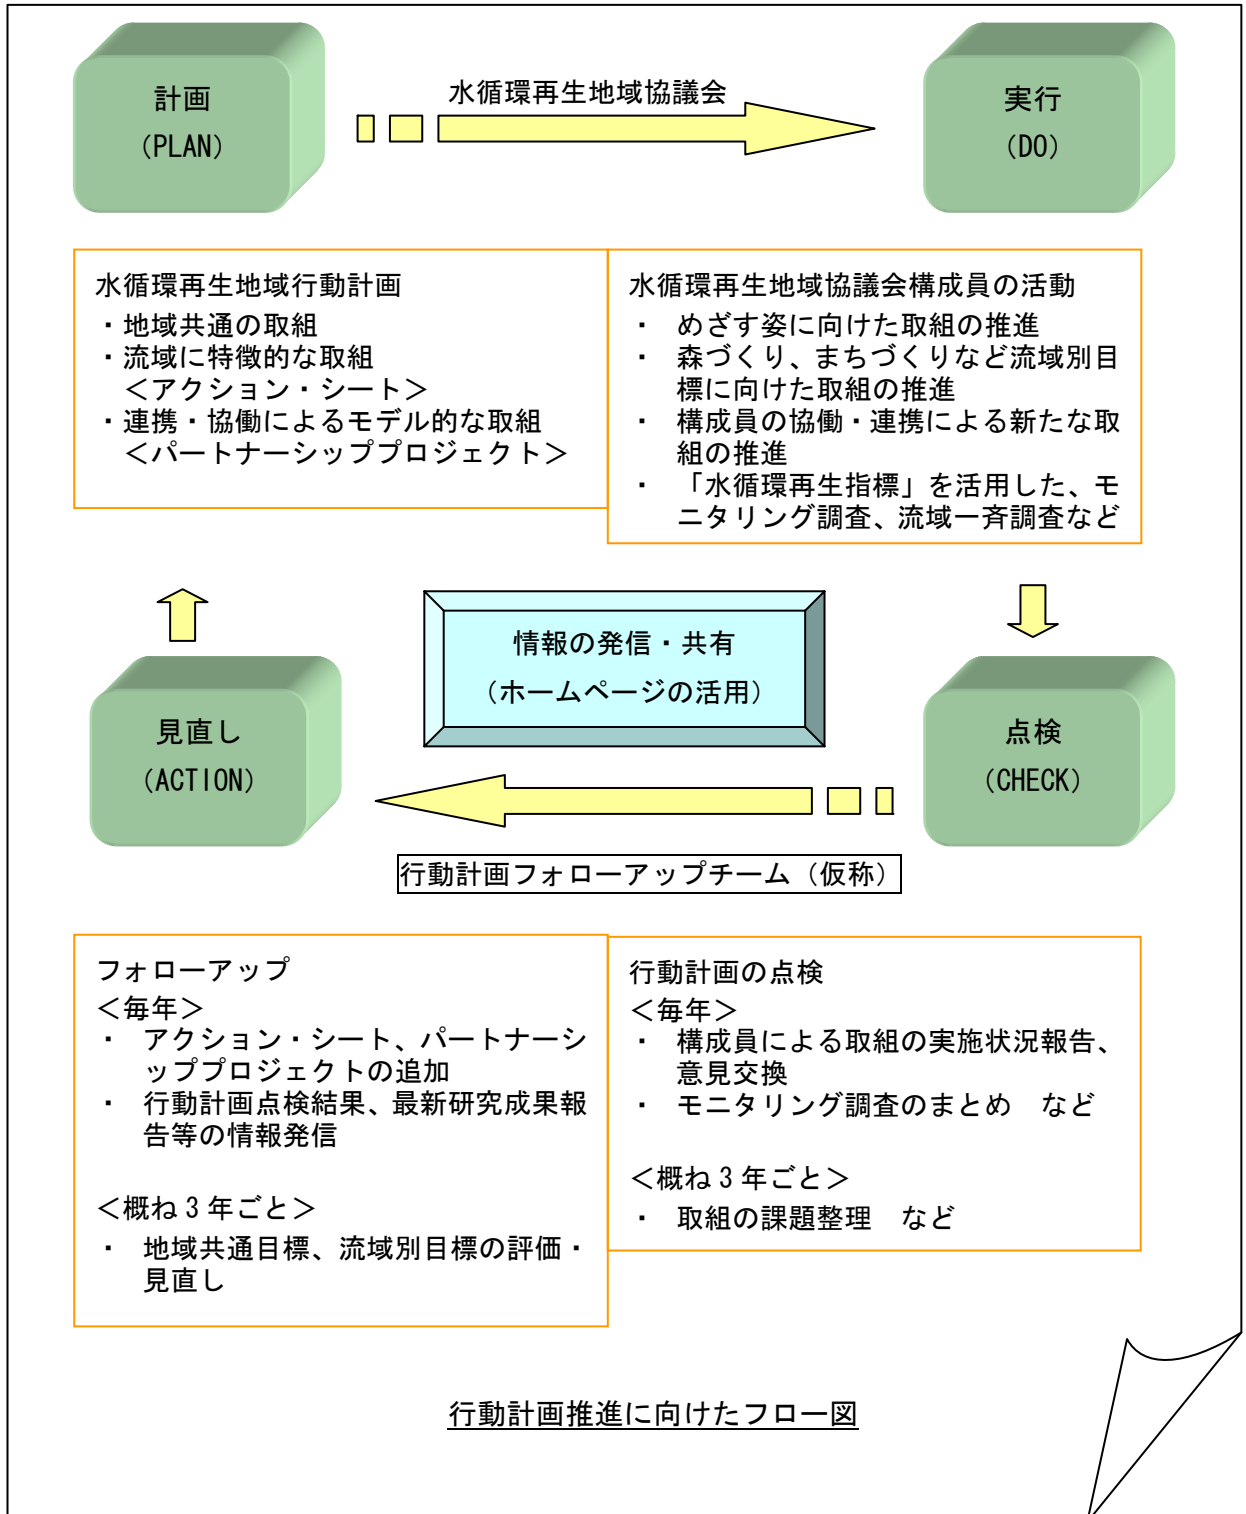 計画
(PLAN)
水循環再生地域協議会
実行
(DO)
水循環再生地域行動計画
・地域共通の取組
・流域に特徴的な取組
＜アクション・シート＞
・連携・協働によるモデル的な取組
＜パートナーシッププロジェクト＞
水循環再生地域協議会構成員の活動
・ めざす姿に向けた取組の推進
・ 森づくり、まちづくりなど流域別目
標に向けた取組の推進
・ 構成員の協働・連携による新たな取
組の推進
・ 「水循環再生指標」を活用した、モ
ニタリング調査、流域一斉調査など
情報の発信・共有
（ホームページの活用）
見直し
(ACTION)
点検
(CHECK)
行動計画フォローアップチーム（仮称）
フォローアップ
＜毎年＞
・ アクション・シート、パートナーシ
ッププロジェクトの追加
・ 行動計画点検結果、最新研究成果報
告等の情報発信
＜概ね3年ごと＞
・ 地域共通目標、流域別目標の評価・
見直し
行動計画の点検
＜毎年＞
・ 構成員による取組の実施状況報告、
意見交換
・ モニタリング調査のまとめ　など
＜概ね3年ごと＞
・ 取組の課題整理　など
行動計画推進に向けたフロー図